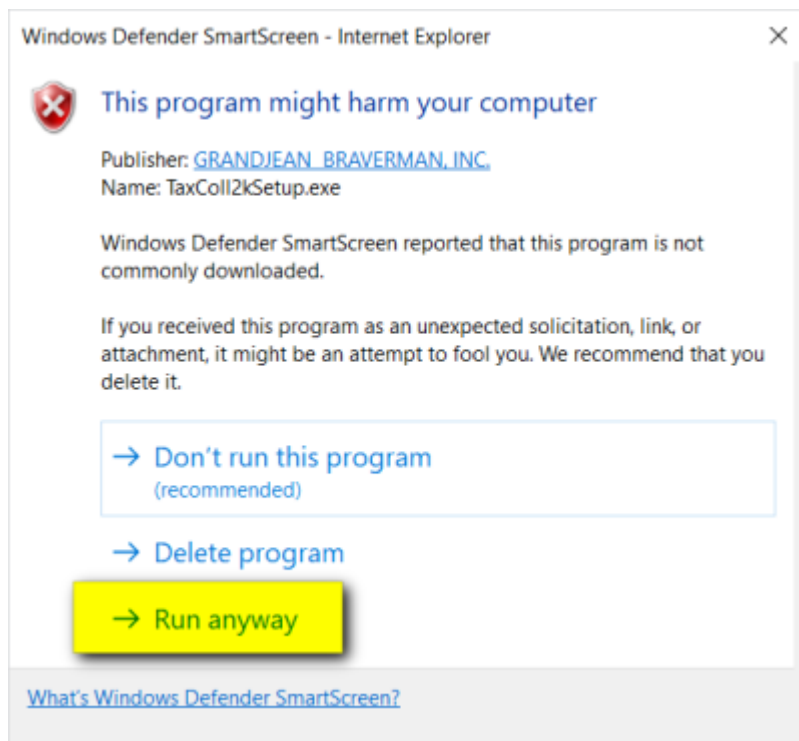 Windows Defender SmartScreen - Internet Explorer
This program might harm your computer
Publisher: GRANDJEAN BRAVERMAN, INC.
Name: TaxColl2kSetup.exe
Windows Defender SmartScreen reported that this program is not
commonly downloaded.
If you received this program as an unexpected solicitation, link, or
attachment, it might be an attempt to fool you. We recommend that you
delete it.
→ Don't run this program
(recommended)
→ Delete program
→ Run anyway
What's Windows Defender SmartScreen?